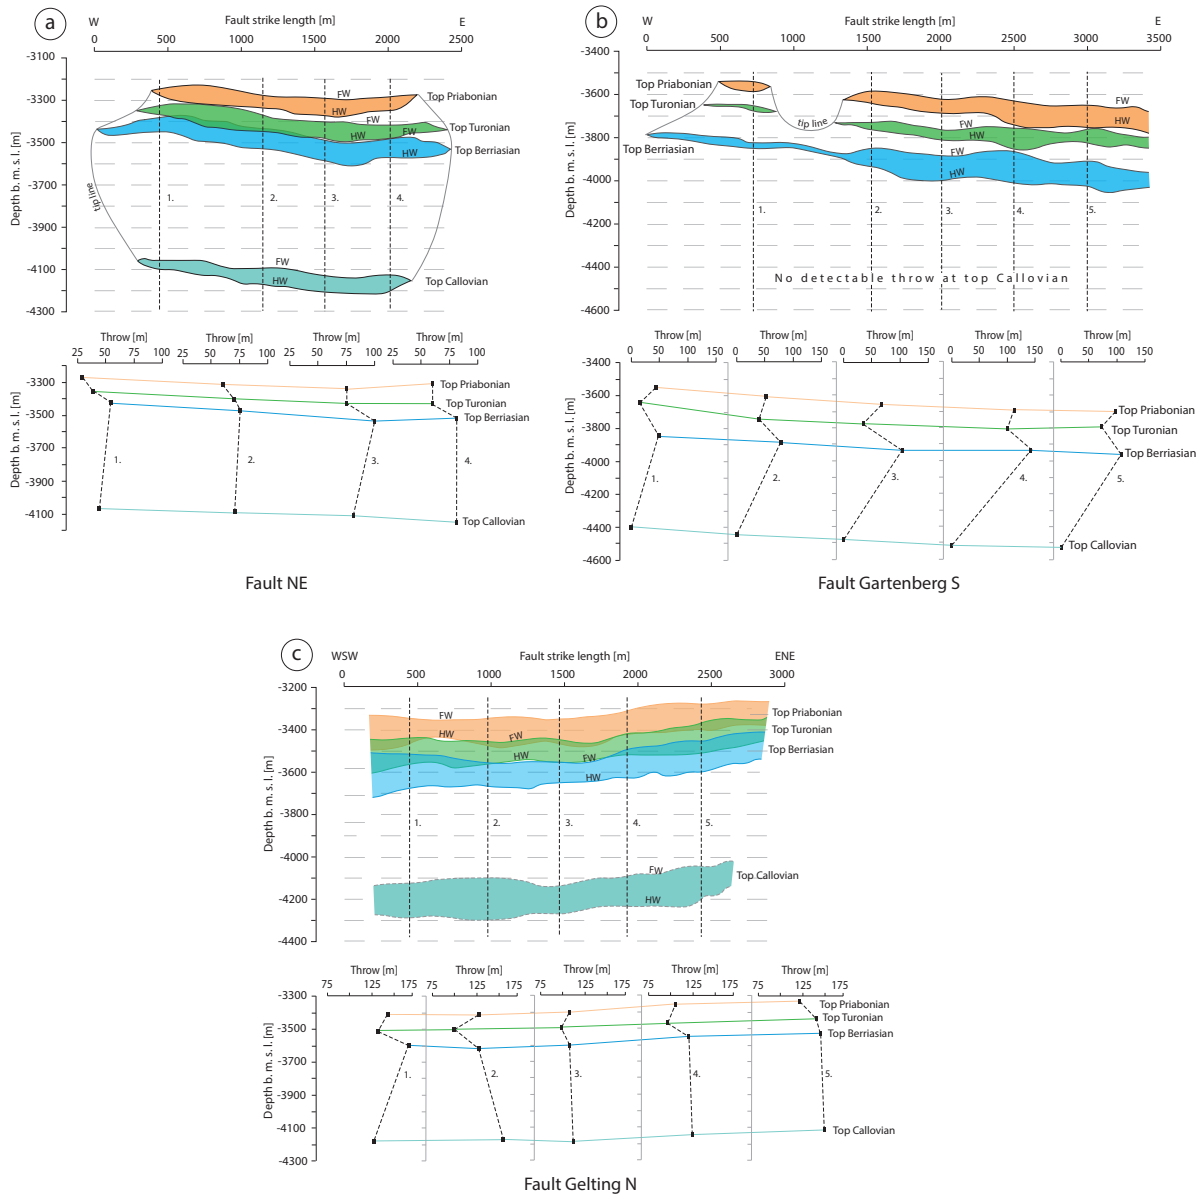 a
W
Fault strike length [m]
E
0 500 1000 1500 2000 2500
Depth b. m. s. l. [m]
-3100
-3300
-3500
-3700
-3900
-4100
-4300
FW
HW
Top Priabonian
FW
HW
FW
Top Turonian
HW
Top Berriasian
tip line
1. 2. 3. 4.
FW
HW
Top Callovian
Throw [m] Throw [m] Throw [m] Throw [m]
25 50 75 100 25 50 75 100 25 50 75 100 25 50 75 100
Depth b. m. s. l. [m]
-3300
-3500
-3700
-3900
-4100
Top Priabonian
Top Turonian
Top Berriasian
1. 2. 3. 4.
Top Callovian
Fault NE
b
W
Fault strike length [m]
E
0 500 1000 1500 2000 2500 3000 3500
Depth b. m. s. l. [m]
-3400
-3600
-3800
-4000
-4200
-4400
-4600
Top Priabonian
Top Turonian
Top Berriasian
tip line
FW
HW
FW
HW
FW
HW
1. 2. 3. 4. 5.
No detectable throw at top Callovian
Throw [m] Throw [m] Throw [m] Throw [m] Throw [m]
0 50 100 150 0 50 100 150 0 50 100 150 0 50 100 150 0 50 100 150
Depth b. m. s. l. [m]
-3400
-3600
-3800
-4000
-4200
-4400
-4600
Top Priabonian
Top Turonian
Top Berriasian
1. 2. 3. 4. 5.
Top Callovian
Fault Gartenberg S
c
WSW
Fault strike length [m]
ENE
0 500 1000 1500 2000 2500 3000
Depth b. m. s. l. [m]
-3200
-3400
-3600
-3800
-4000
-4200
-4400
FW
HW
FW
HW
FW
HW
Top Priabonian
Top Turonian
Top Berriasian
1. 2. 3. 4. 5.
FW
HW
Top Callovian
Throw [m] Throw [m] Throw [m] Throw [m] Throw [m]
75 125 175 75 125 175 75 125 175 75 125 175 75 125 175
Depth b. m. s. l. [m]
-3300
-3500
-3700
-3900
-4100
-4300
Top Priabonian
Top Turonian
Top Berriasian
1. 2. 3. 4. 5.
Top Callovian
Fault Gelting N